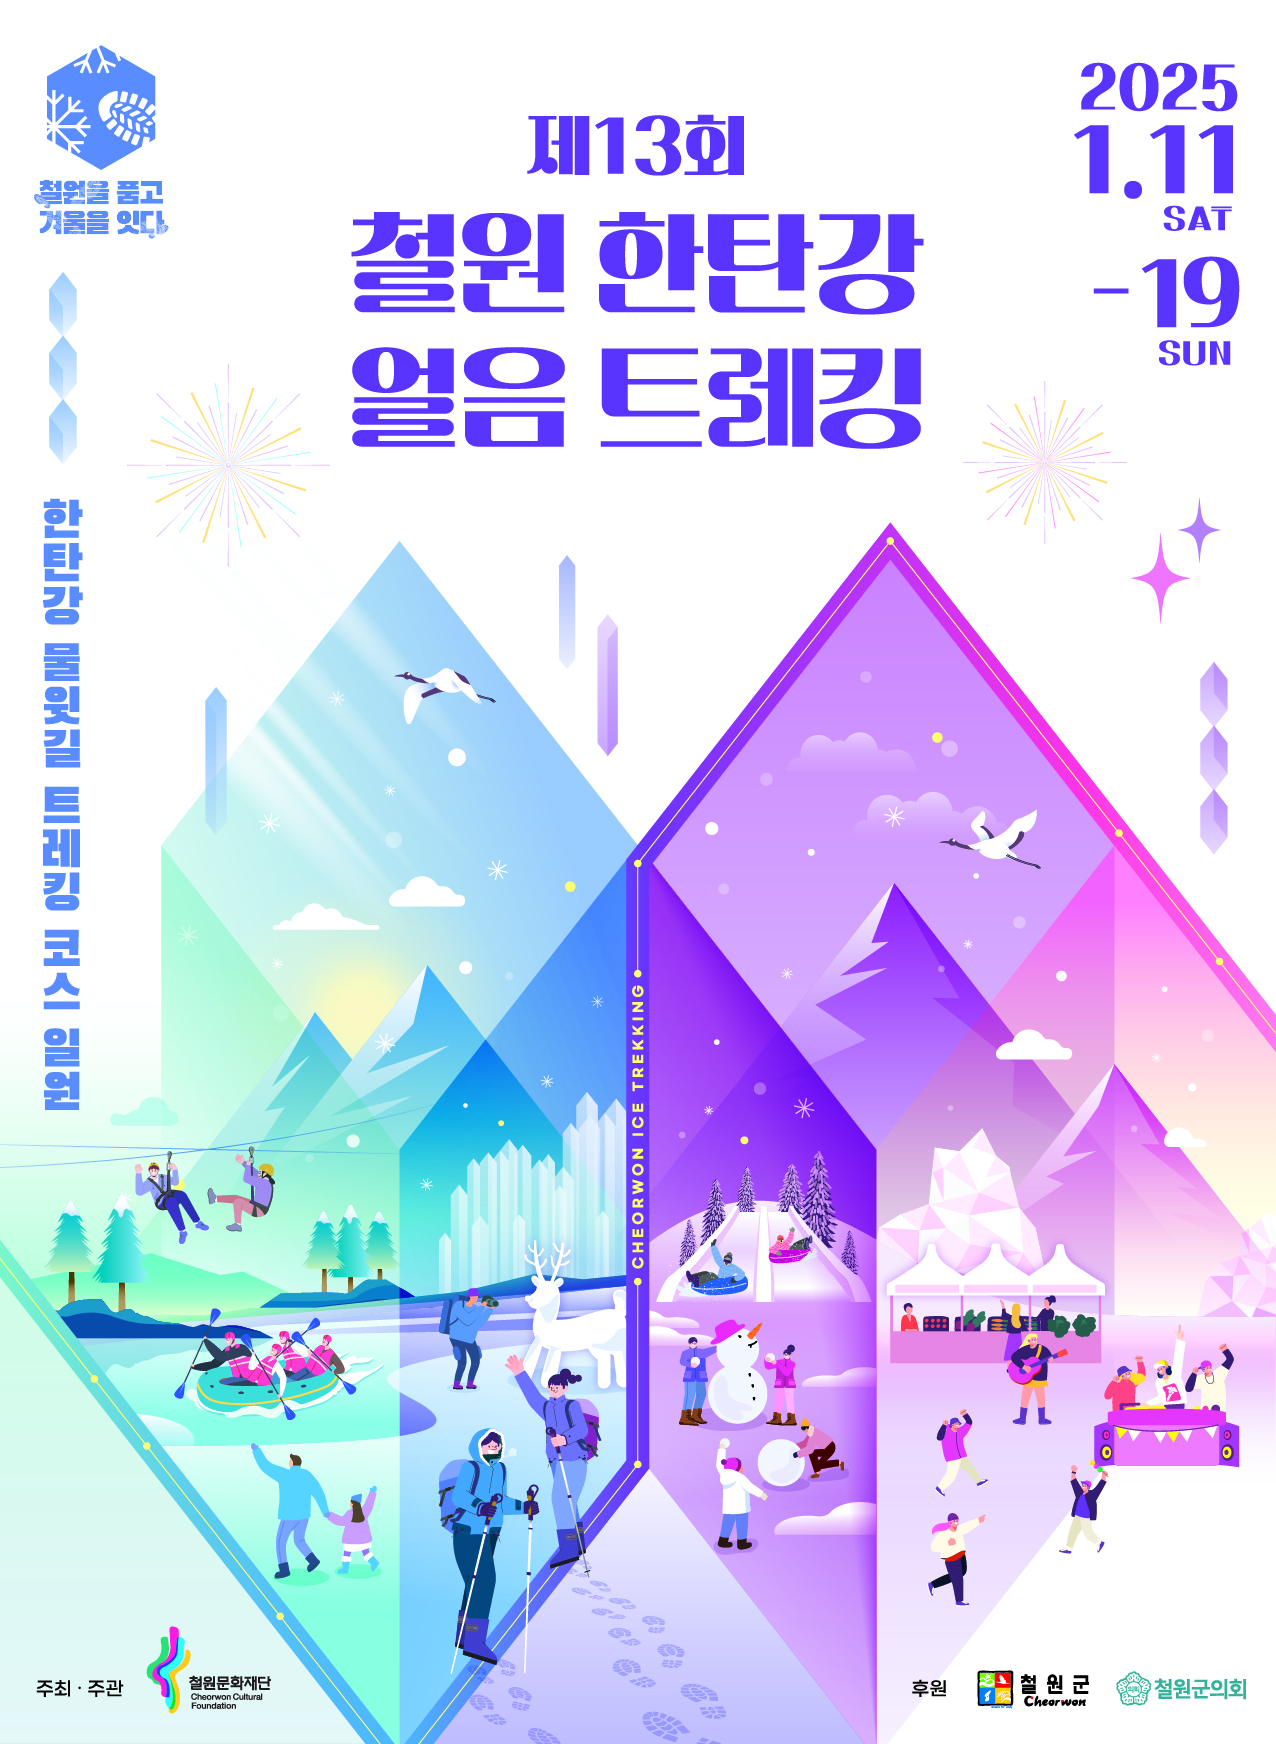 철원을 품고
겨울을 잇다
제13회
철원 한탄강
얼음 트레킹
2025
1.11
SAT
-19
SUN
한탄강 물윗길 트레킹 코스 일원
CHEORWON ICE TREKKING
주최 · 주관
철원문화재단
Cheorwon Cultural
Foundation
후원
철원군
Cheorwon
의회
철원군의회